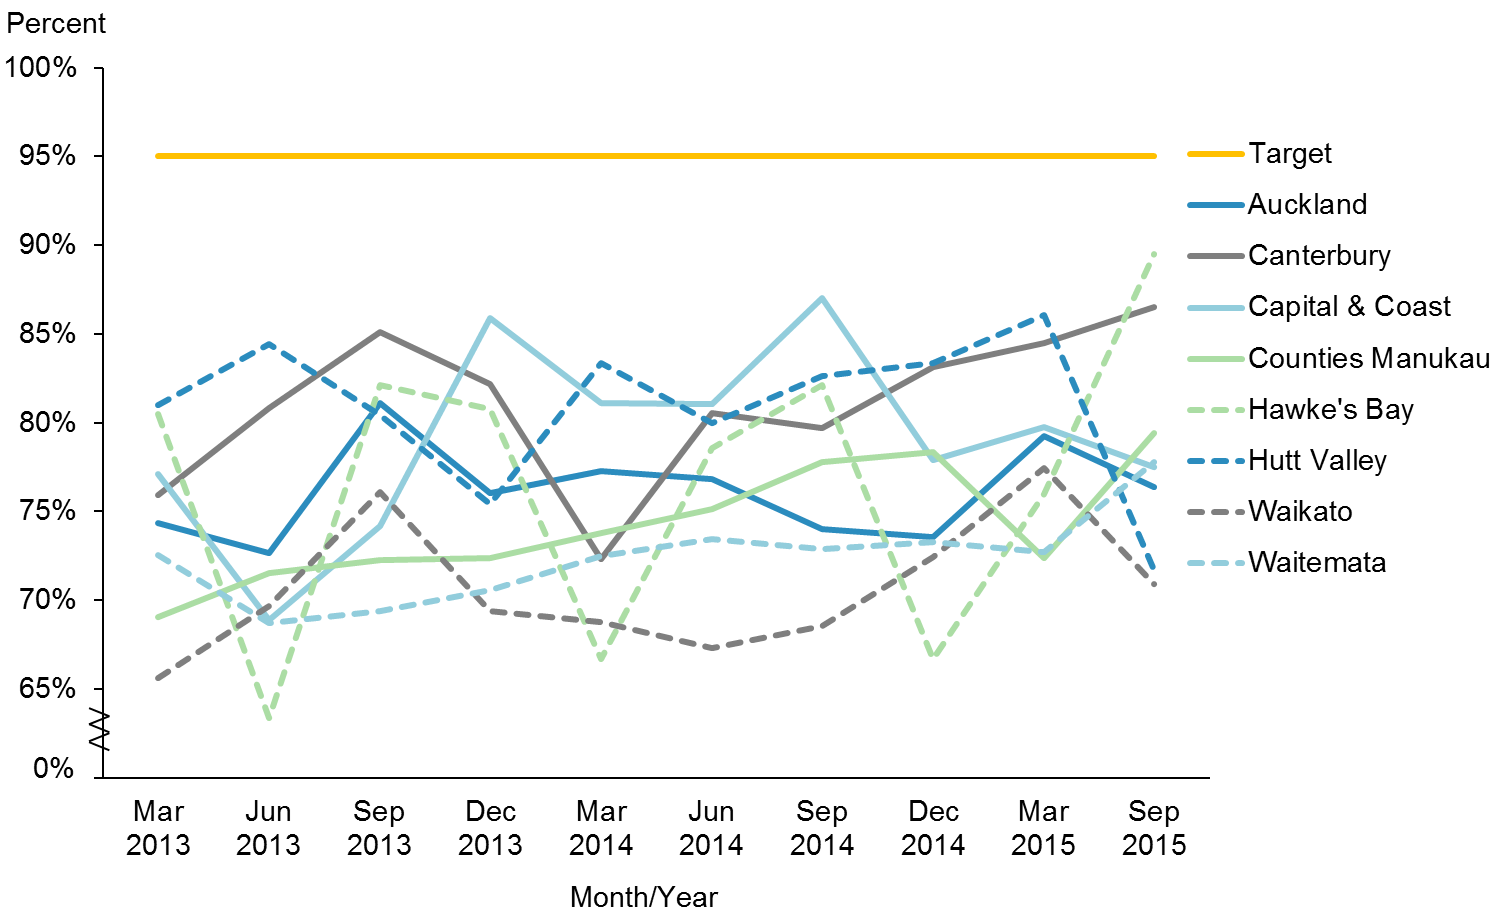 Percent
100%
95%
90%
85%
80%
75%
70%
65%
0%
Target
Auckland
Canterbury
Capital & Coast
Counties Manukau
Hawke's Bay
Hutt Valley
Waikato
Waitemata
Mar Jun Sep Dec Mar Jun Sep Dec Mar Sep
2013 2013 2013 2013 2014 2014 2014 2014 2015 2015
Month/Year